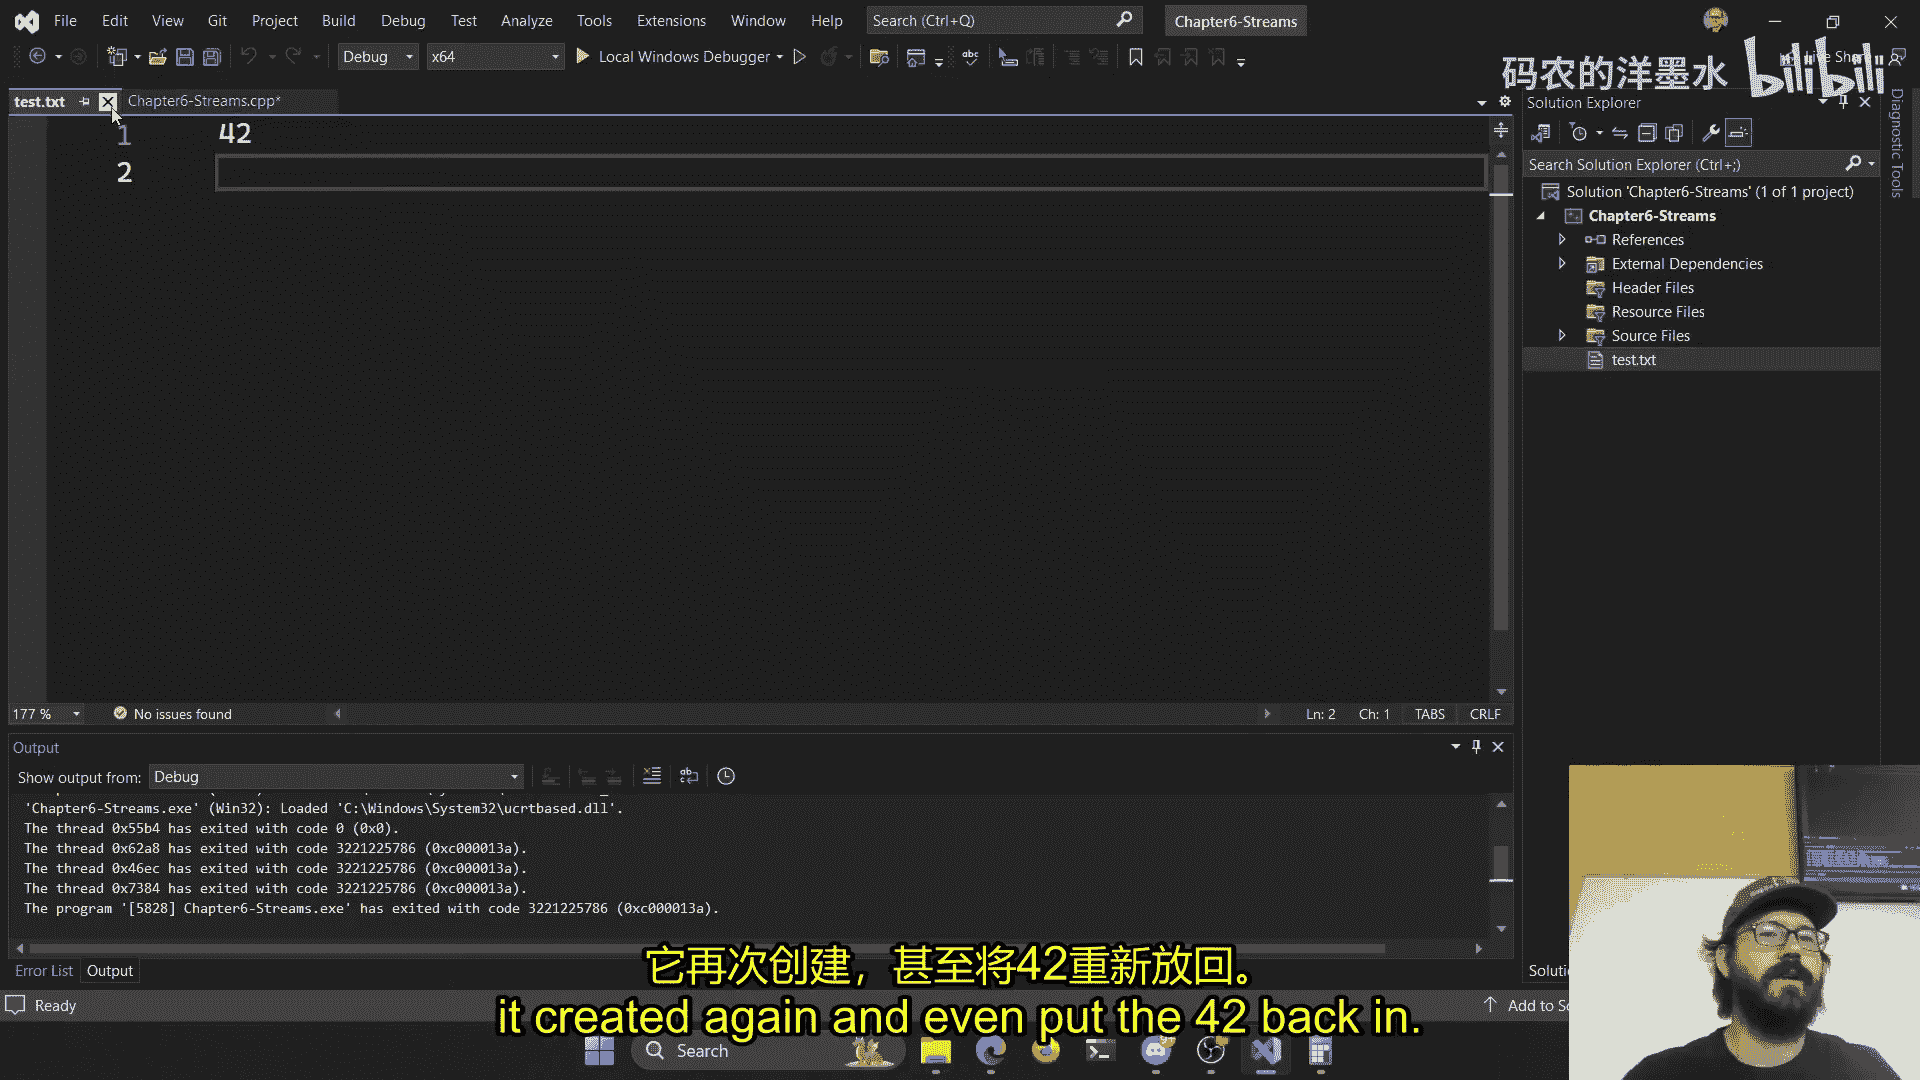 File Edit View Git Project Build Debug Test Analyze Tools Extensions Window Help Search (Ctrl+Q) Chapter6-Streams
Debug x64 Local Windows Debugger Live Share
码农的洋墨水 bilibili
test.txt Chapter6-Streams.cpp*
1 42
2
177 % No issues found Ln: 2 Ch: 1 TABS CRLF
Output
Show output from: Debug
'Chapter6-Streams.exe' (Win32): Loaded 'C:\Windows\System32\ucrtbased.dll'.
The thread 0x55b4 has exited with code 0 (0x0).
The thread 0x62a8 has exited with code 3221225786 (0xc000013a).
The thread 0x46ec has exited with code 3221225786 (0xc000013a).
The thread 0x7384 has exited with code 3221225786 (0xc000013a).
The program '[5828] Chapter6-Streams.exe' has exited with code 3221225786 (0xc000013a).
Error List Output
Ready
Solution Explorer
Search Solution Explorer (Ctrl+;)
Solution 'Chapter6-Streams' (1 of 1 project)
Chapter6-Streams
References
External Dependencies
Header Files
Resource Files
Source Files
test.txt
Diagnostic Tools
Add to
它再次创建，甚至将42重新放回。
it created again and even put the 42 back in.
Search